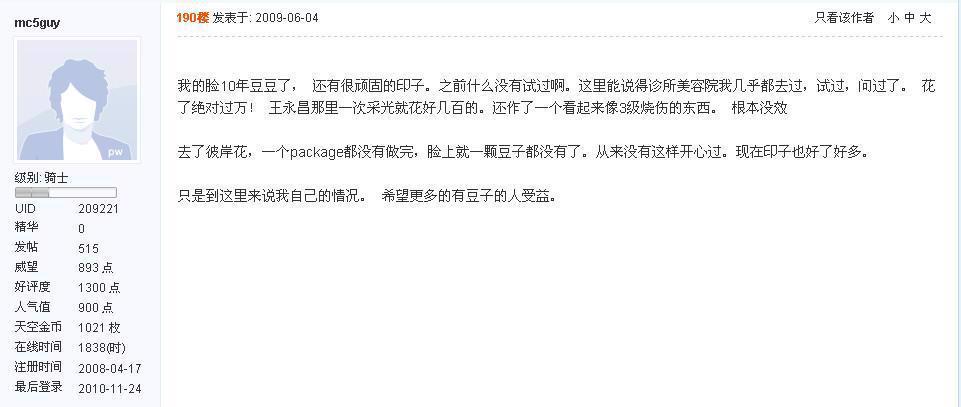 mc5guy
pw
级别: 骑士
UID 209221
精华 0
发帖 515
威望 893 点
好评度 1300 点
人气值 900 点
天空金币 1021 枚
在线时间 1838(时)
注册时间 2008-04-17
最后登录 2010-11-24
190楼 发表于: 2009-06-04 只看该作者 小 中 大
我的脸10年豆豆了， 还有很顽固的印子。之前什么没有试过啊。这里能说得诊所美容院我几乎都去过，试过，问过了。 花
了绝对过万！ 王永昌那里一次采光就花好几百的。还作了一个看起来像3级烧伤的东西。 根本没效
去了彼岸花，一个package都没有做完，脸上就一颗豆子都没有了。从来没有这样开心过。现在印子也好了好多。
只是到这里来说我自己的情况。 希望更多的有豆子的人受益。